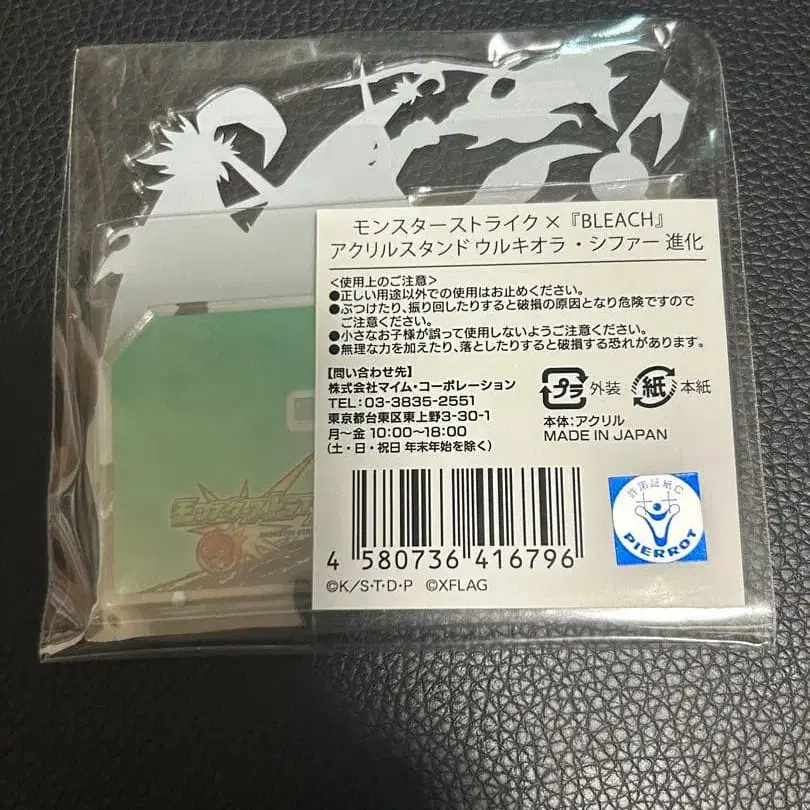 モンスターストライク×『BLEACH』
アクリルスタンド ウルキオラ・シファー 進化
<使用上のご注意>
●正しい用途以外での使用はお止めください。
●ぶつけたり、振り回したりすると破損の原因となり危険ですので
ご注意ください。
●小さなお子様が誤って使用しないようご注意ください。
●無理な力を加えたり、落としたりすると破損する恐れがあります。
【問い合わせ先】
株式会社マイム・コーポレーション
TEL:03-3835-2551
東京都台東区東上野3-30-1
月～金 10:00～18:00
(土・日・祝日 年末年始を除く)
プラ 外装 紙 本紙
本体:アクリル
MADE IN JAPAN
許諾証紙C
PIERROT
4 580736 416796
©K/S・T・D・P ©XFLAG